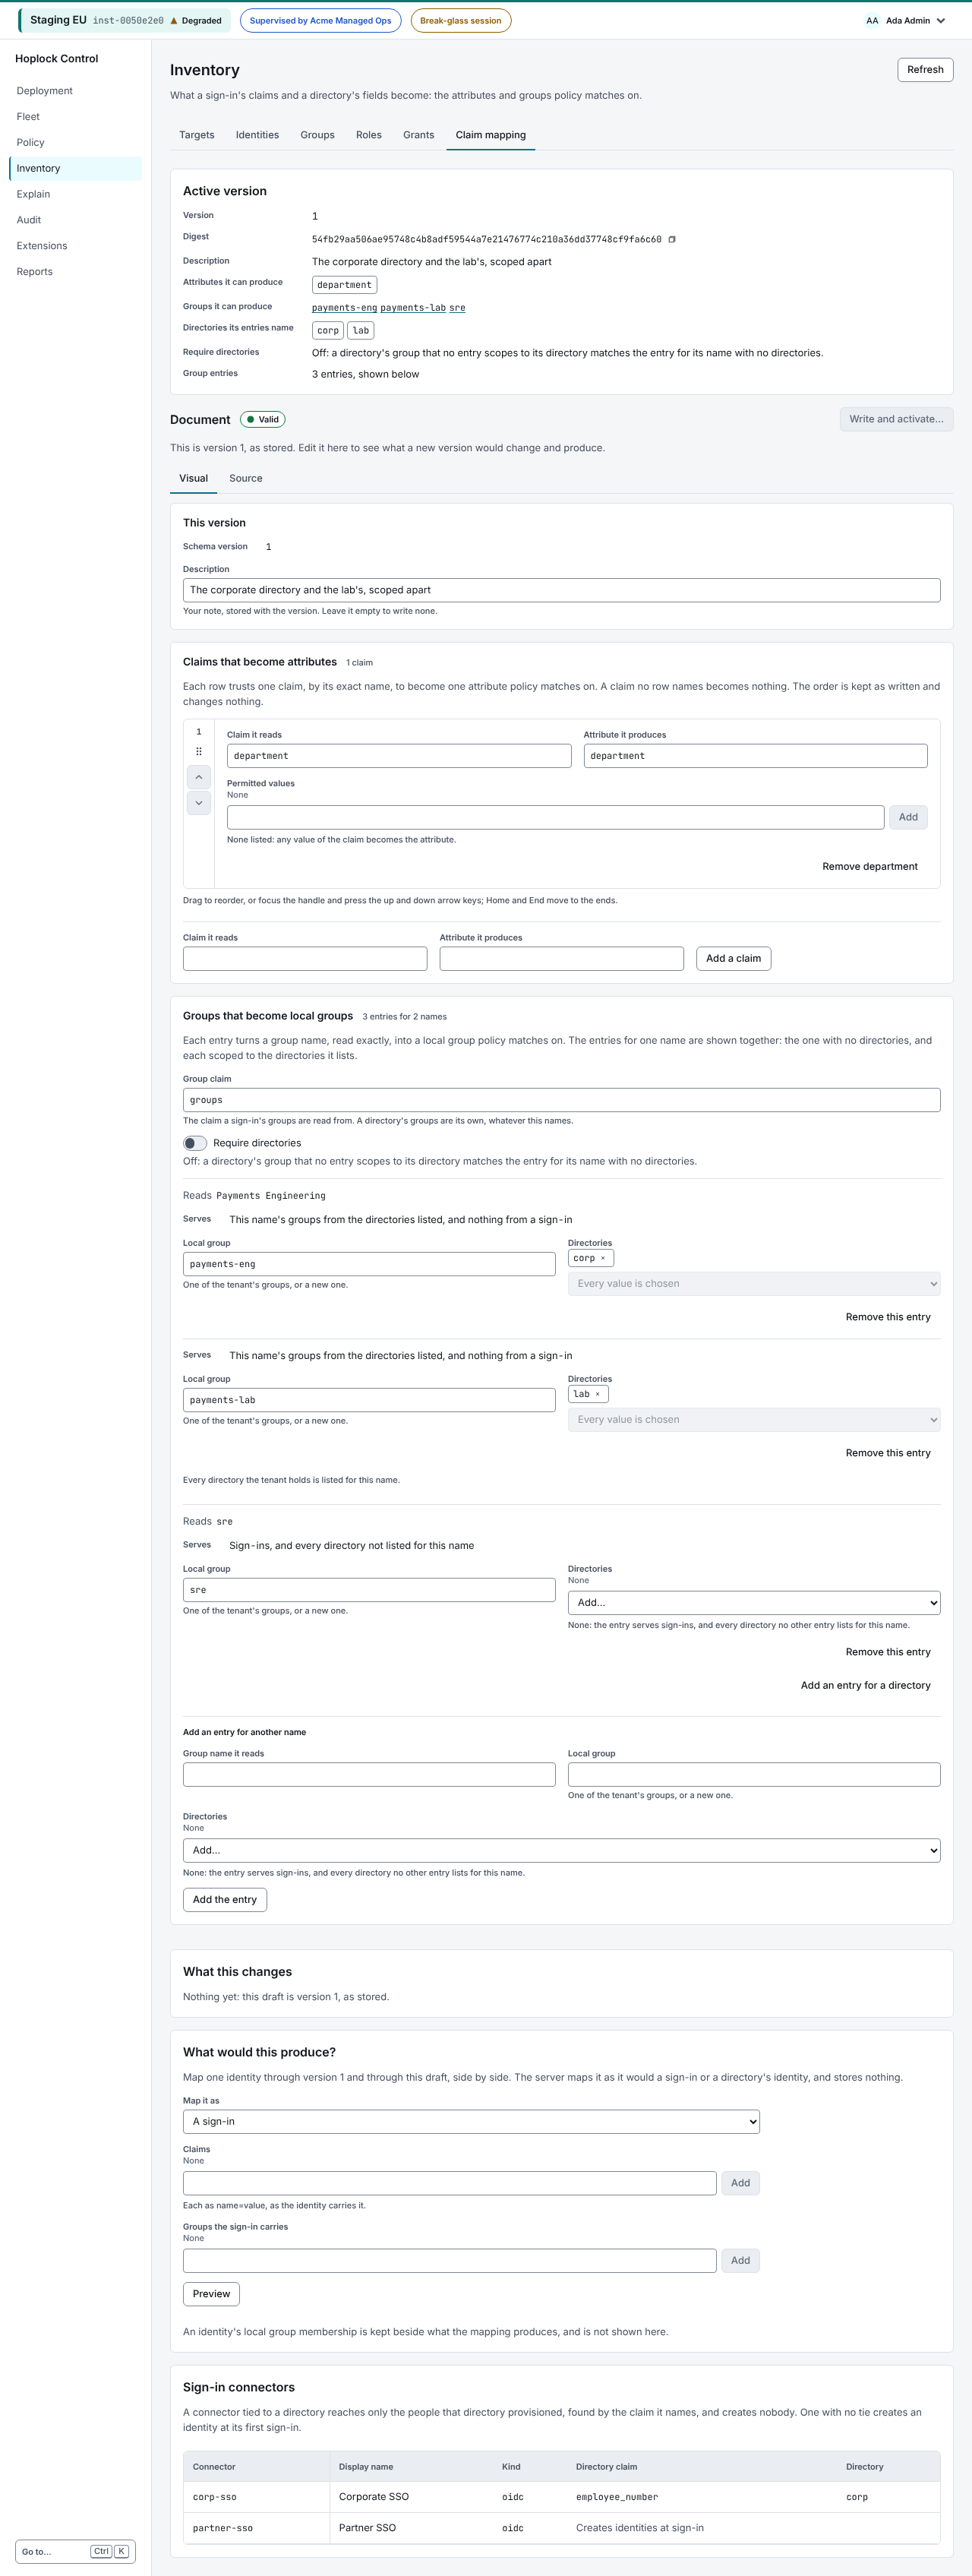 Staging EU inst-0050e2e0 Degraded
Supervised by Acme Managed Ops
Break-glass session
AA Ada Admin
Hoplock Control
Deployment
Fleet
Policy
Inventory
Explain
Audit
Extensions
Reports
Go to... Ctrl K
Inventory
Refresh
What a sign-in's claims and a directory's fields become: the attributes and groups policy matches on.
Targets Identities Groups Roles Grants Claim mapping
Active version
Version 1
Digest 54fb29aa506ae95748c4b8adf59544a7e21476774c210a36dd37748cf9fa6c60
Description The corporate directory and the lab's, scoped apart
Attributes it can produce department
Groups it can produce payments-eng payments-lab sre
Directories its entries name corp lab
Require directories Off: a directory's group that no entry scopes to its directory matches the entry for its name with no directories.
Group entries 3 entries, shown below
Document Valid
Write and activate...
This is version 1, as stored. Edit it here to see what a new version would change and produce.
Visual Source
This version
Schema version 1
Description
The corporate directory and the lab's, scoped apart
Your note, stored with the version. Leave it empty to write none.
Claims that become attributes 1 claim
Each row trusts one claim, by its exact name, to become one attribute policy matches on. A claim no row names becomes nothing. The order is kept as written and
changes nothing.
1
Claim it reads Attribute it produces
department department
Permitted values
None
Add
None listed: any value of the claim becomes the attribute.
Remove department
Drag to reorder, or focus the handle and press the up and down arrow keys; Home and End move to the ends.
Claim it reads Attribute it produces
Add a claim
Groups that become local groups 3 entries for 2 names
Each entry turns a group name, read exactly, into a local group policy matches on. The entries for one name are shown together: the one with no directories, and
each scoped to the directories it lists.
Group claim
groups
The claim a sign-in's groups are read from. A directory's groups are its own, whatever this names.
Require directories
Off: a directory's group that no entry scopes to its directory matches the entry for its name with no directories.
Reads Payments Engineering
Serves This name's groups from the directories listed, and nothing from a sign-in
Local group Directories
payments-eng corp ×
One of the tenant's groups, or a new one. Every value is chosen
Remove this entry
Serves This name's groups from the directories listed, and nothing from a sign-in
Local group Directories
payments-lab lab ×
One of the tenant's groups, or a new one. Every value is chosen
Remove this entry
Every directory the tenant holds is listed for this name.
Reads sre
Serves Sign-ins, and every directory not listed for this name
Local group Directories
None
sre Add...
One of the tenant's groups, or a new one.
None: the entry serves sign-ins, and every directory no other entry lists for this name.
Remove this entry
Add an entry for a directory
Add an entry for another name
Group name it reads Local group
One of the tenant's groups, or a new one.
Directories
None
Add...
None: the entry serves sign-ins, and every directory no other entry lists for this name.
Add the entry
What this changes
Nothing yet: this draft is version 1, as stored.
What would this produce?
Map one identity through version 1 and through this draft, side by side. The server maps it as it would a sign-in or a directory's identity, and stores nothing.
Map it as
A sign-in
Claims
None
Add
Each as name=value, as the identity carries it.
Groups the sign-in carries
None
Add
Preview
An identity's local group membership is kept beside what the mapping produces, and is not shown here.
Sign-in connectors
A connector tied to a directory reaches only the people that directory provisioned, found by the claim it names, and creates nobody. One with no tie creates an
identity at its first sign-in.
Connector Display name Kind Directory claim Directory
corp-sso Corporate SSO oidc employee_number corp
partner-sso Partner SSO oidc Creates identities at sign-in